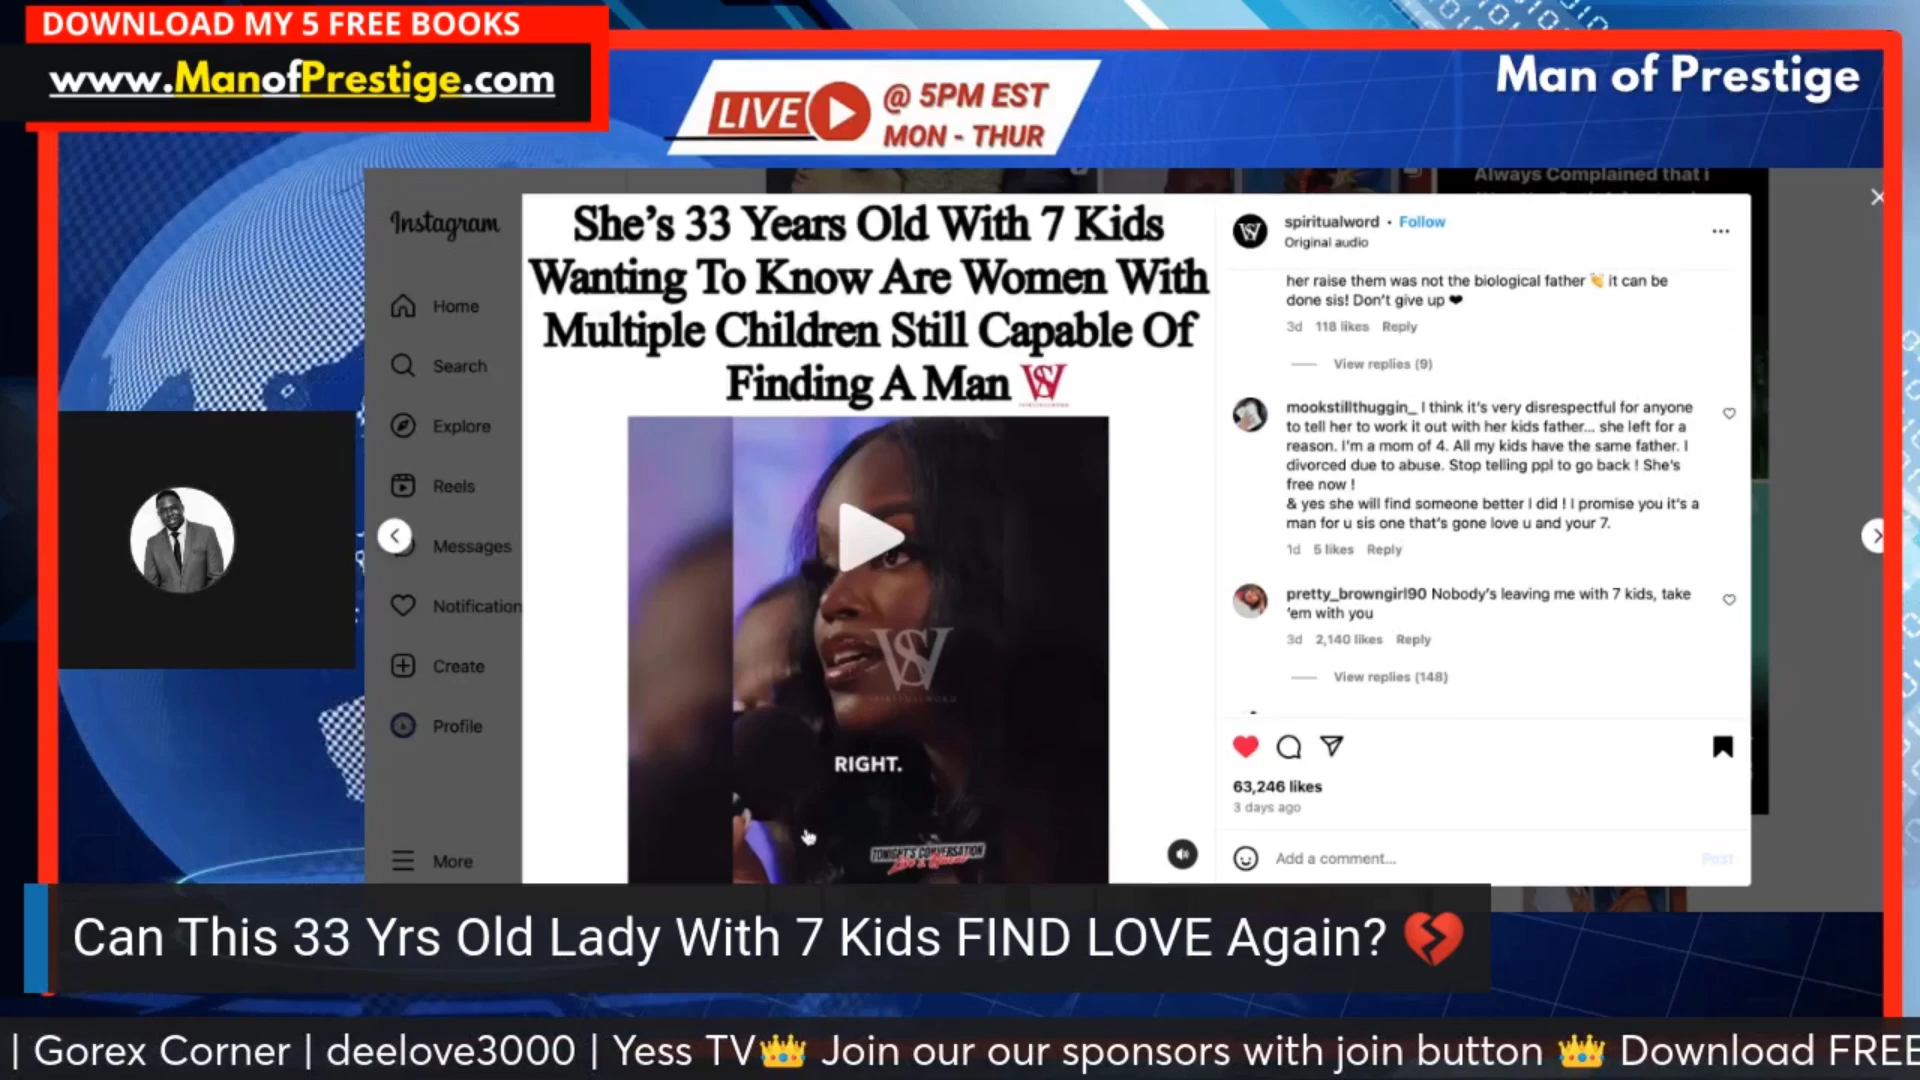 DOWNLOAD MY 5 FREE BOOKS
www.ManofPrestige.com
LIVE
@ 5PM EST
MON - THUR
Man of Prestige
Always Complained that i
Instagram
Home
Search
Explore
Reels
Messages
Notification
Create
Profile
More
She's 33 Years Old With 7 Kids
Wanting To Know Are Women With
Multiple Children Still Capable Of
Finding A Man
RIGHT.
TONIGHT'S CONVERSATION
spiritualword • Follow
Original audio
her raise them was not the biological father 👏 it can be
done sis! Don't give up ❤
3d 118 likes Reply
View replies (9)
mookstillthuggin_ I think it's very disrespectful for anyone
to tell her to work it out with her kids father... she left for a
reason. I'm a mom of 4. All my kids have the same father. I
divorced due to abuse. Stop telling ppl to go back ! She's
free now !
& yes she will find someone better I did ! I promise you it's a
man for u sis one that's gone love u and your 7.
1d 5 likes Reply
pretty_browngirl90 Nobody's leaving me with 7 kids, take
'em with you
3d 2,140 likes Reply
View replies (148)
63,246 likes
3 days ago
Add a comment...
Post
Can This 33 Yrs Old Lady With 7 Kids FIND LOVE Again? 💔
| Gorex Corner | deelove3000 | Yess TV👑 Join our our sponsors with join button 👑 Download FREE